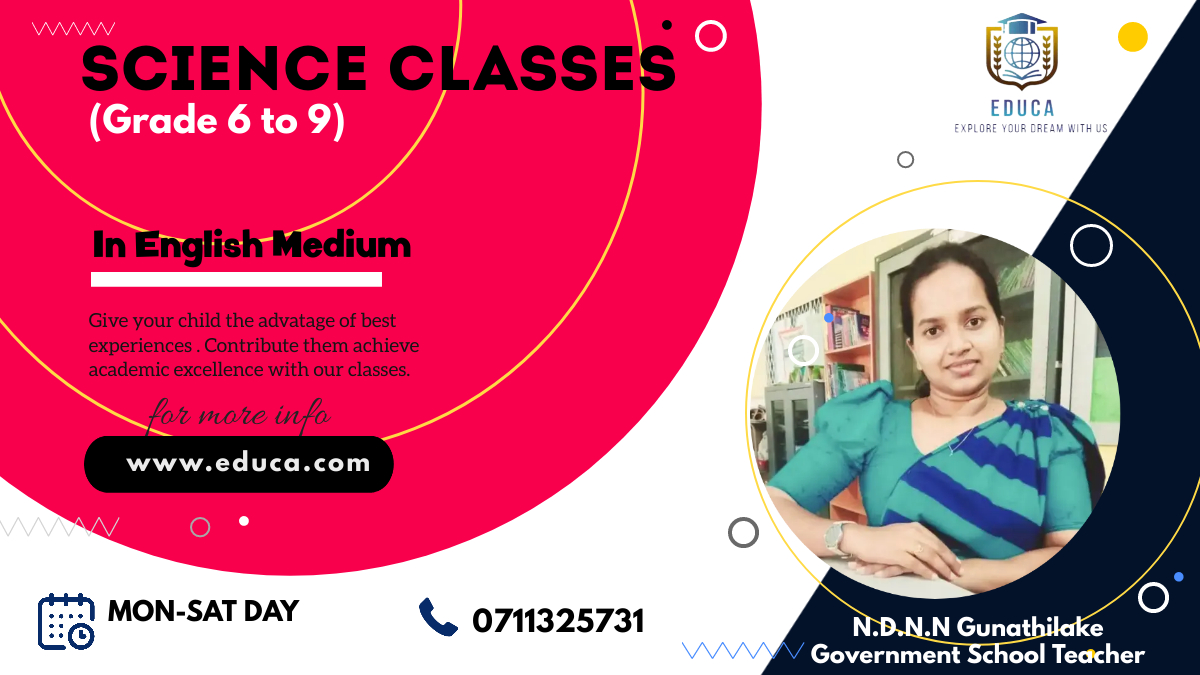 SCIENCE CLASSES
(Grade 6 to 9)
EDUCA
EXPLORE YOUR DREAM WITH US
In English Medium
Give your child the advatage of best
experiences . Contribute them achieve
academic excellence with our classes.
for more info
www.educa.com
MON-SAT DAY
0711325731
N.D.N.N Gunathilake
Government School Teacher